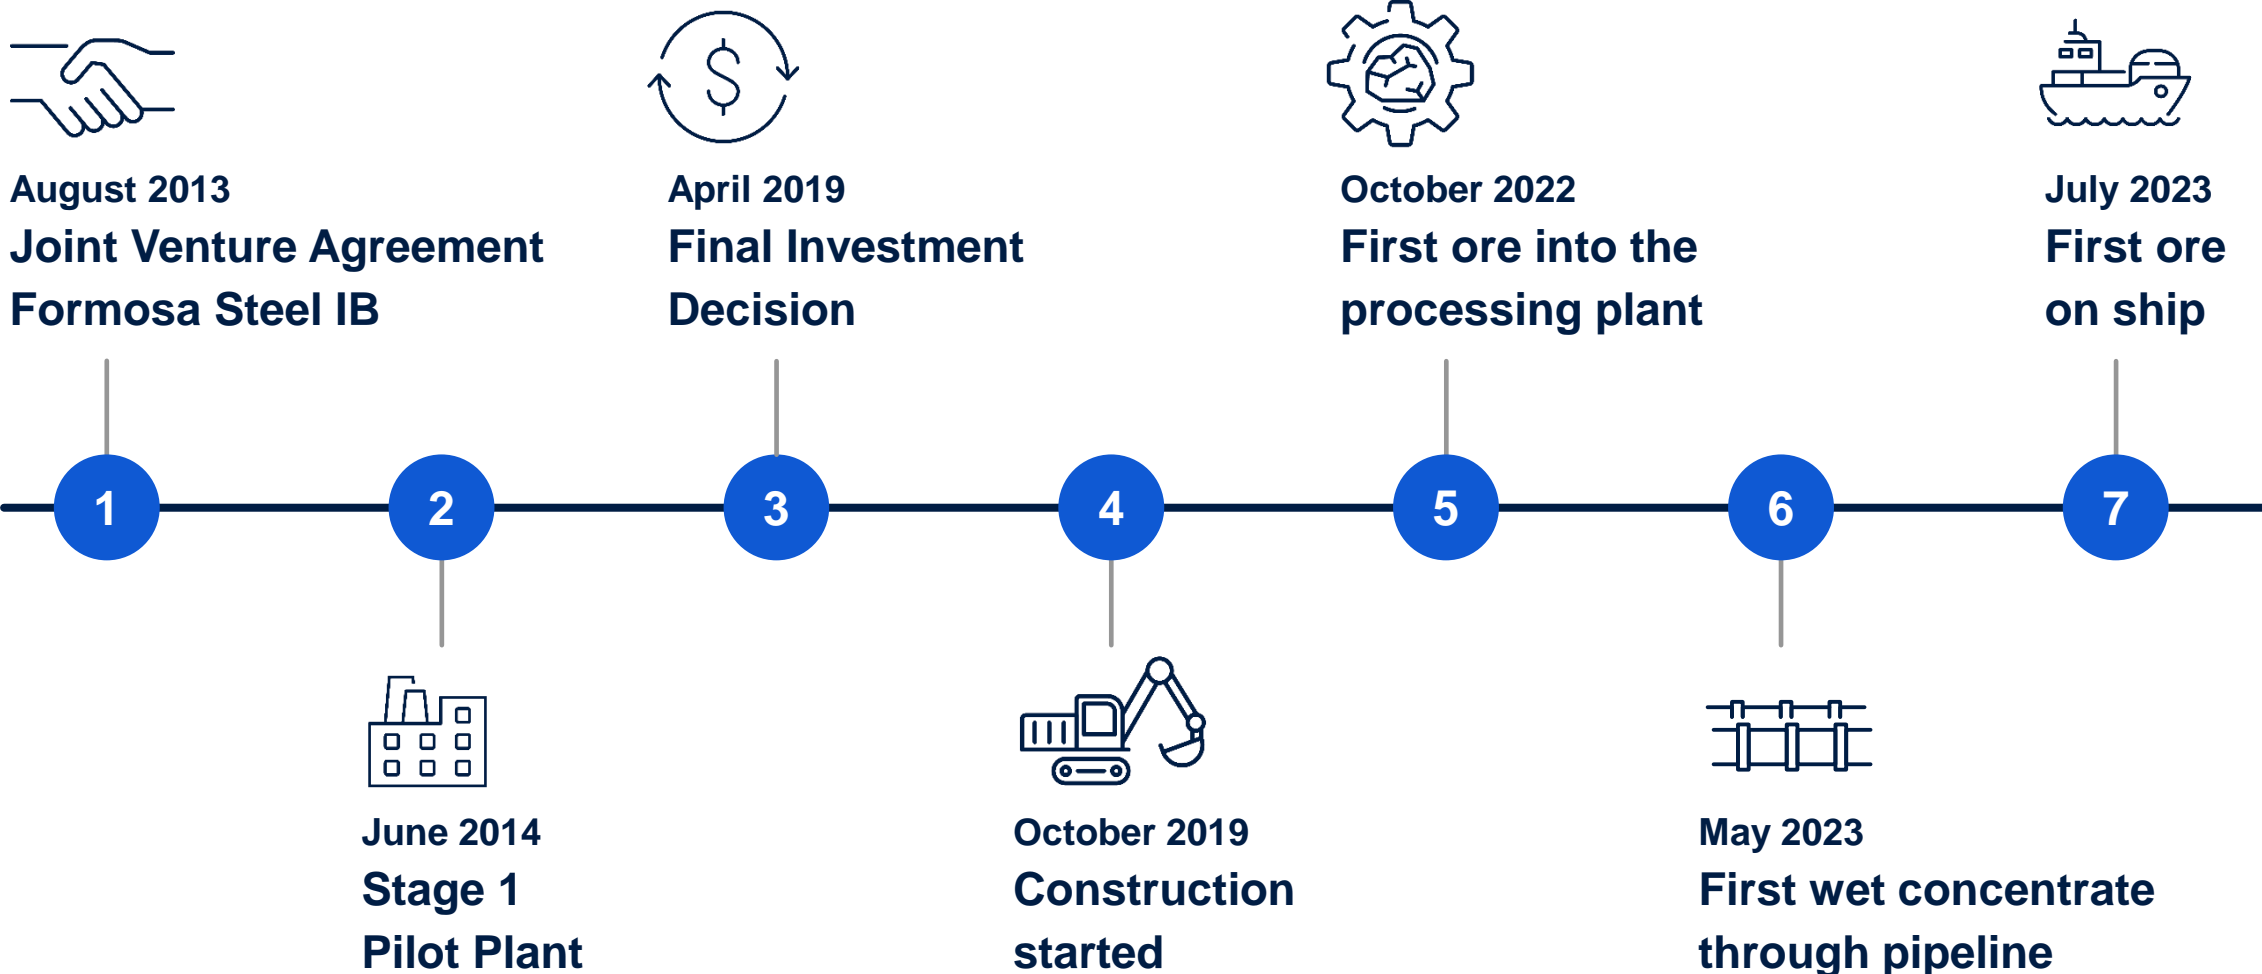 August 2013
Joint Venture Agreement
Formosa Steel IB
April 2019
Final Investment
Decision
October 2022
First ore into the
processing plant
July 2023
First ore
on ship
1
2
3
4
5
6
7
June 2014
Stage 1
Pilot Plant
October 2019
Construction
started
May 2023
First wet concentrate
through pipeline